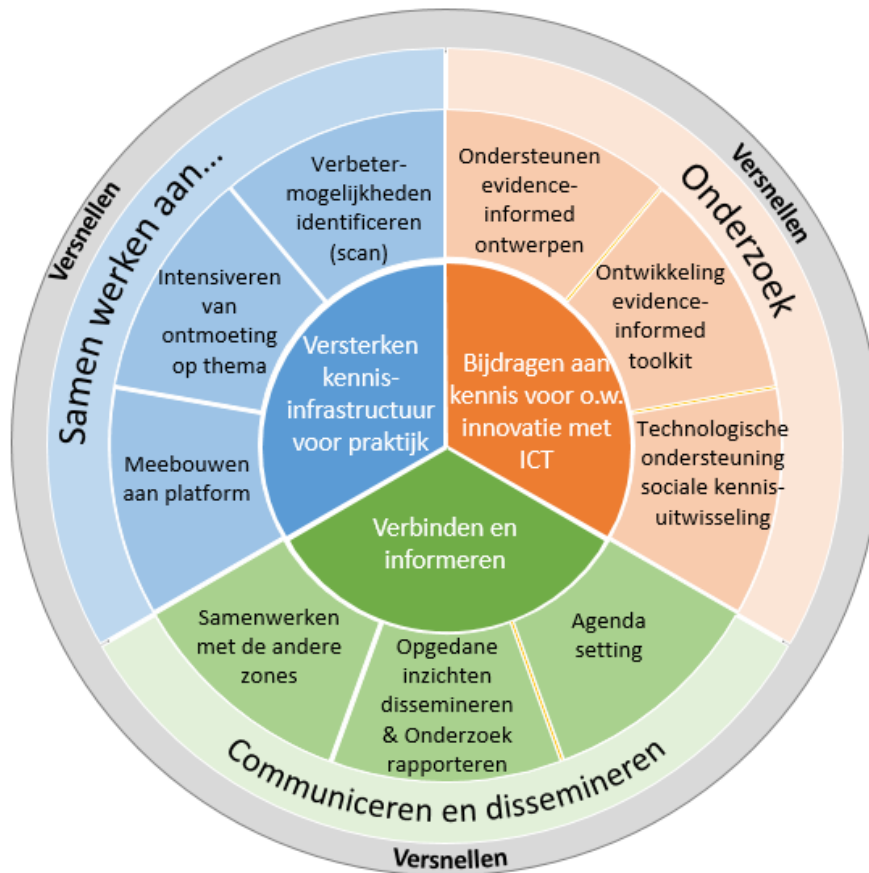 Versnellen
Samen werken aan...
Verbeter-
mogelijkheden
identificeren
(scan)
Intensiveren
van
ontmoeting
op thema
Meebouwen
aan platform
Versterken
kennis-
infrastructuur
voor praktijk
Versnellen
Onderzoek
Ondersteunen
evidence-
informed
ontwerpen
Ontwikkeling
evidence-
informed
toolkit
Technologische
ondersteuning
sociale kennis-
uitwisseling
Bijdragen aan
kennis voor o.w.
innovatie met
ICT
Verbinden en
informeren
Samenwerken
met de andere
zones
Opgedane
inzichten
dissemineren
& Onderzoek
rapporteren
Agenda
setting
Communiceren en dissemineren
Versnellen